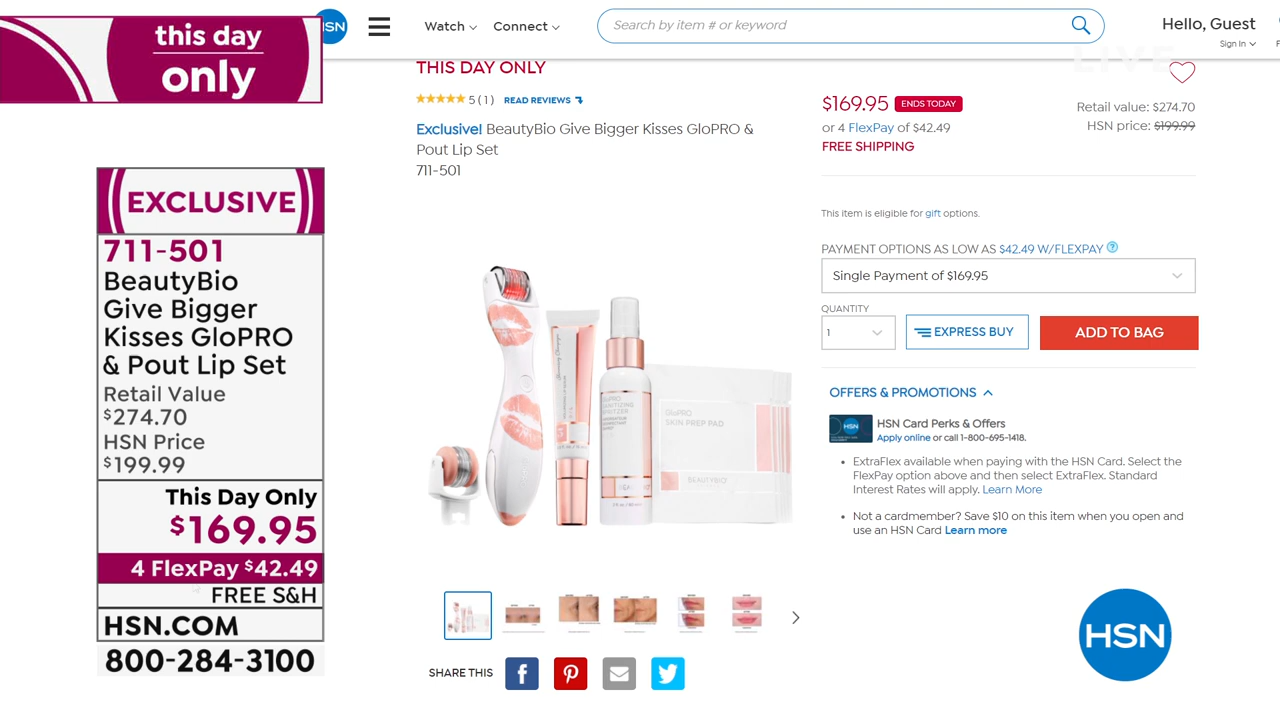 this day
only
HSN
Watch
Connect
Search by item # or keyword
Hello, Guest
Sign In
LIVE
EXCLUSIVE
711-501
BeautyBio
Give Bigger
Kisses GloPRO
& Pout Lip Set
Retail Value
$274.70
HSN Price
$199.99
This Day Only
$169.95
4 FlexPay $42.49
FREE S&H
HSN.COM
800-284-3100
THIS DAY ONLY
5 ( 1 ) READ REVIEWS
Exclusive! BeautyBio Give Bigger Kisses GloPRO &
Pout Lip Set
711-501
GloPRO
SKIN PREP PAD
BEAUTYBIO
SHARE THIS
$169.95 ENDS TODAY
or 4 FlexPay of $42.49
FREE SHIPPING
Retail value: $274.70
HSN price: $199.99
This item is eligible for gift options.
PAYMENT OPTIONS AS LOW AS $42.49 W/FLEXPAY ?
Single Payment of $169.95
QUANTITY
1
EXPRESS BUY
ADD TO BAG
OFFERS & PROMOTIONS
HSN
HSN Card Perks & Offers
Apply online or call 1-800-695-1418.
• ExtraFlex available when paying with the HSN Card. Select the
FlexPay option above and then select ExtraFlex. Standard
Interest Rates will apply. Learn More
• Not a cardmember? Save $10 on this item when you open and
use an HSN Card Learn more
HSN